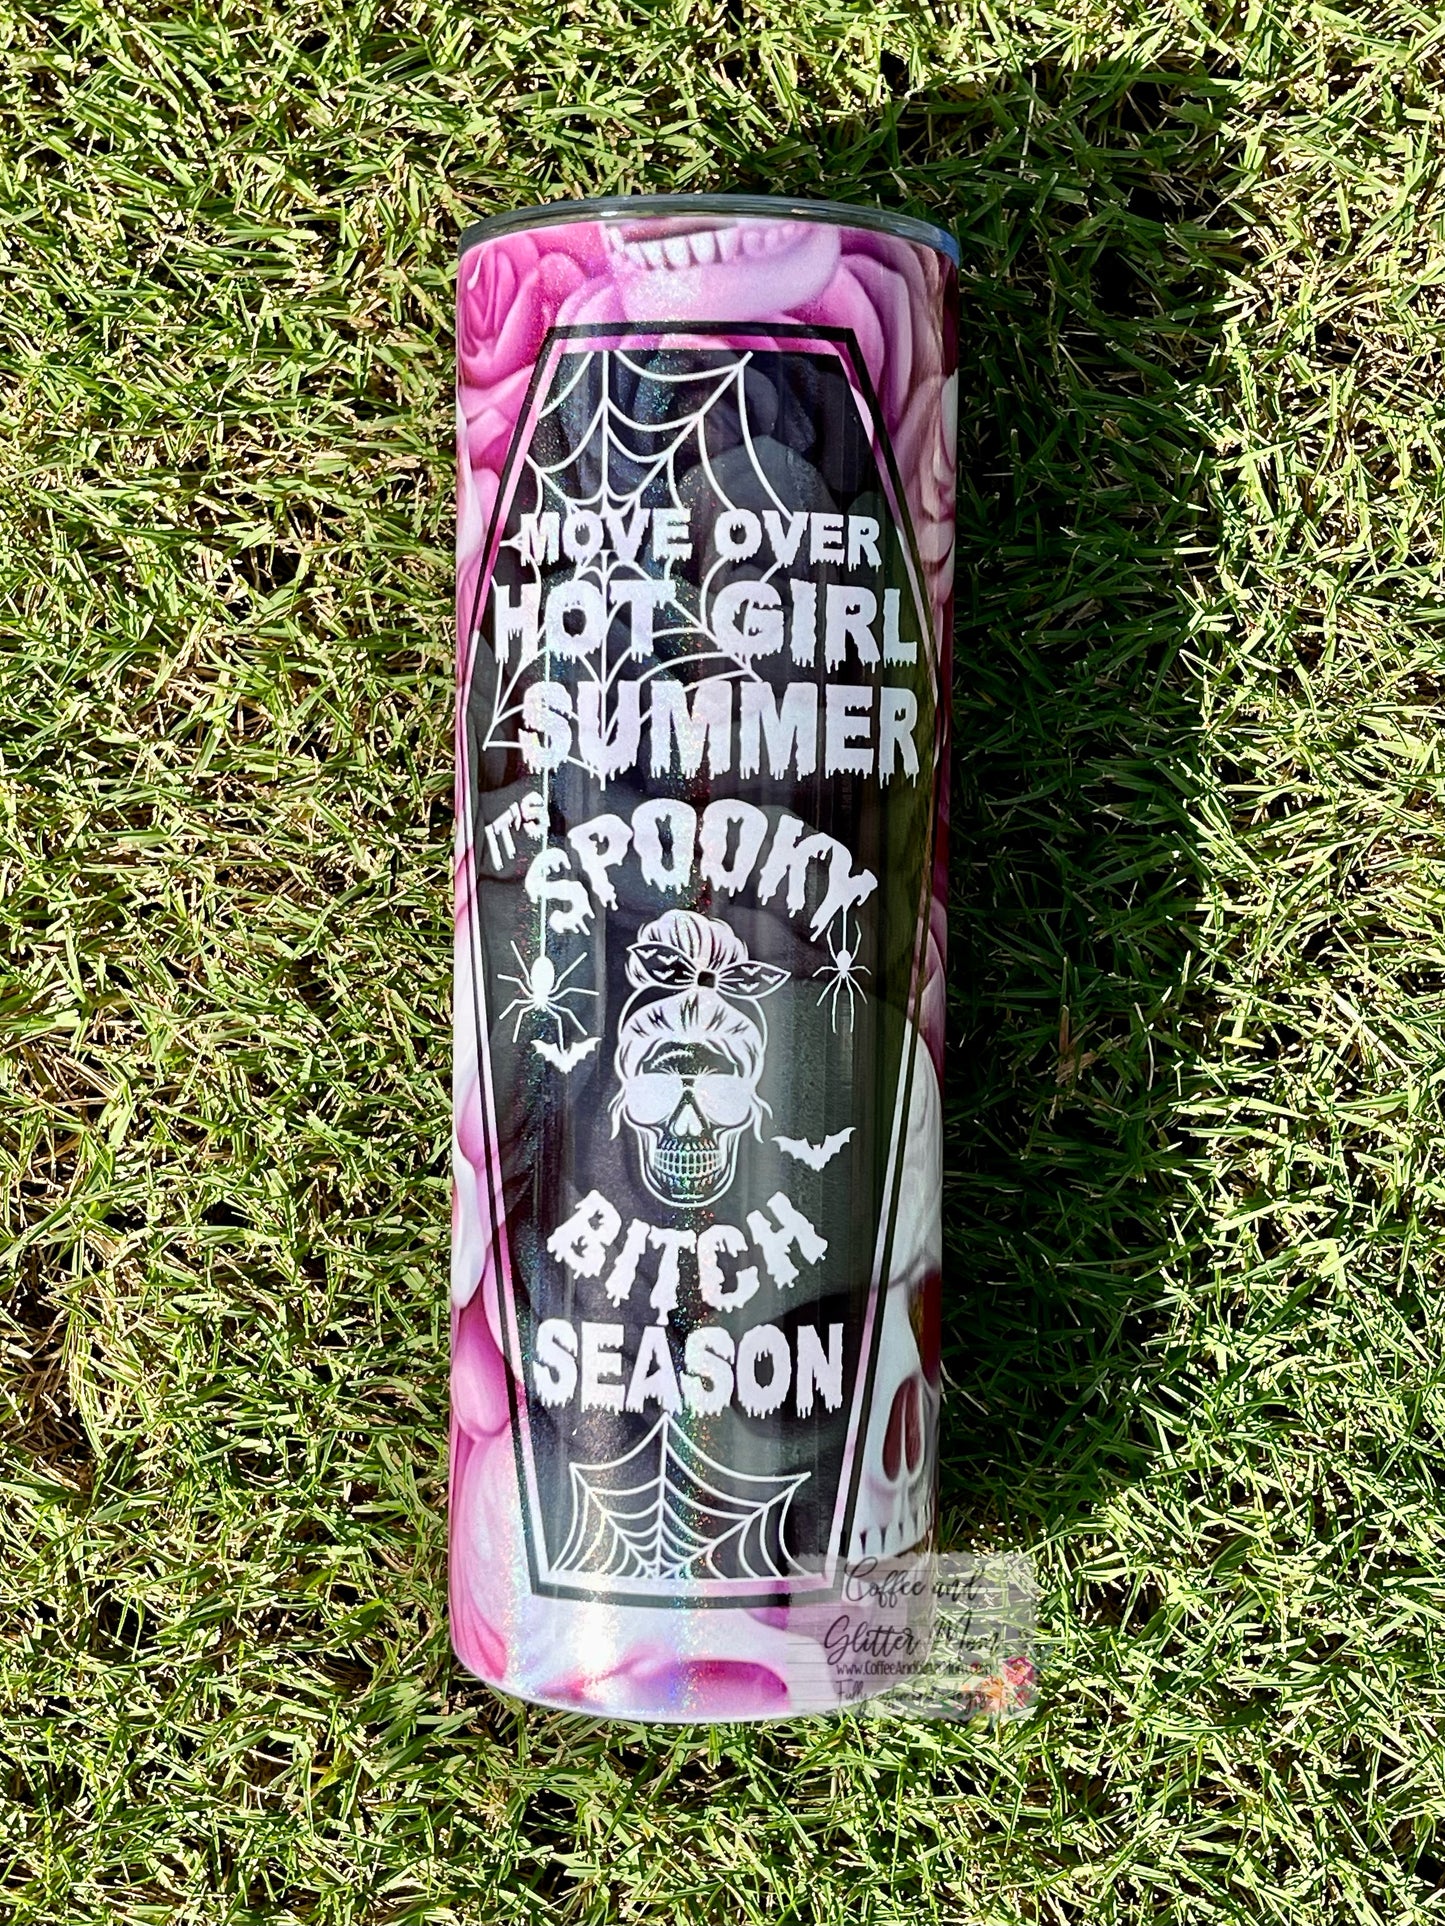 MOVE OVER
HOT GIRL
SUMMER
IT'S
SPOOKY
BITCH
SEASON
Coffee and
Glitter Mom